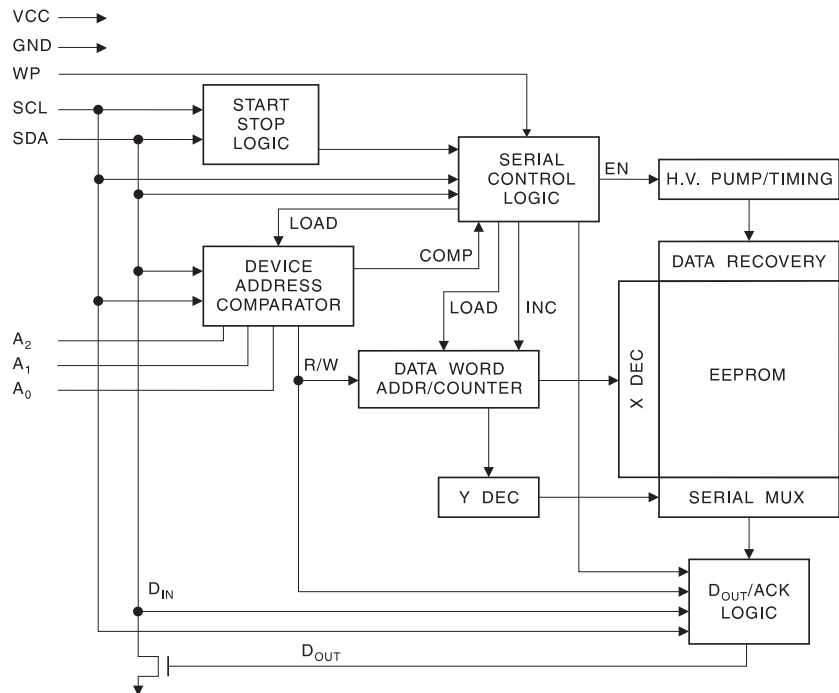 VCC
GND
WP
SCL
SDA
START
STOP
LOGIC
SERIAL
CONTROL
LOGIC
EN
H.V. PUMP/TIMING
LOAD
COMP
DEVICE
ADDRESS
COMPARATOR
DATA RECOVERY
LOAD
INC
A2
A1
A0
R/W
DATA WORD
ADDR/COUNTER
X DEC
EEPROM
Y DEC
SERIAL MUX
DIN
DOUT/ACK
LOGIC
DOUT